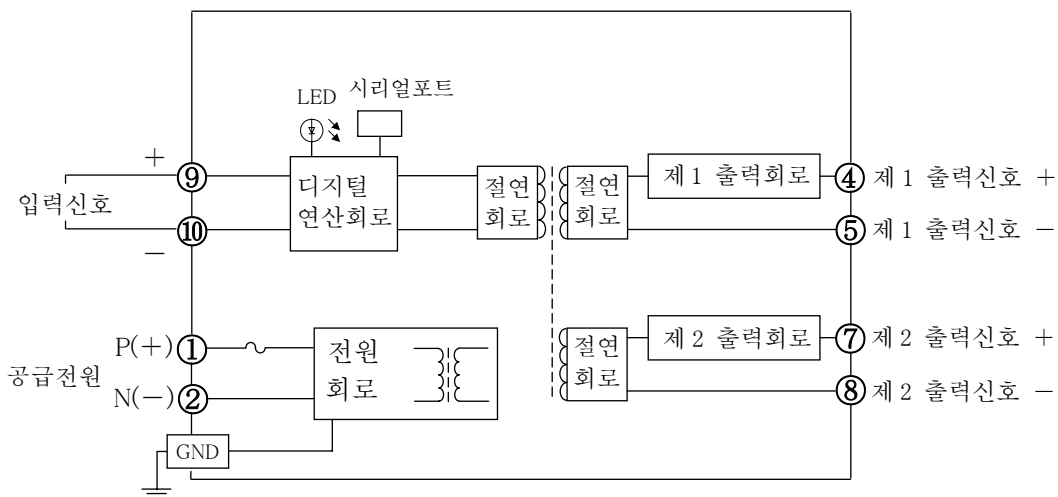 LED
시리얼포트
+
⑨
입력신호
⑩
−
디지털
연산회로
절연
회로
절연
회로
제 1 출력회로
④ 제 1 출력신호 +
⑤ 제 1 출력신호 −
P(+) ①
공급전원
N(−) ②
GND
전원
회로
절연
회로
제 2 출력회로
⑦ 제 2 출력신호 +
⑧ 제 2 출력신호 −